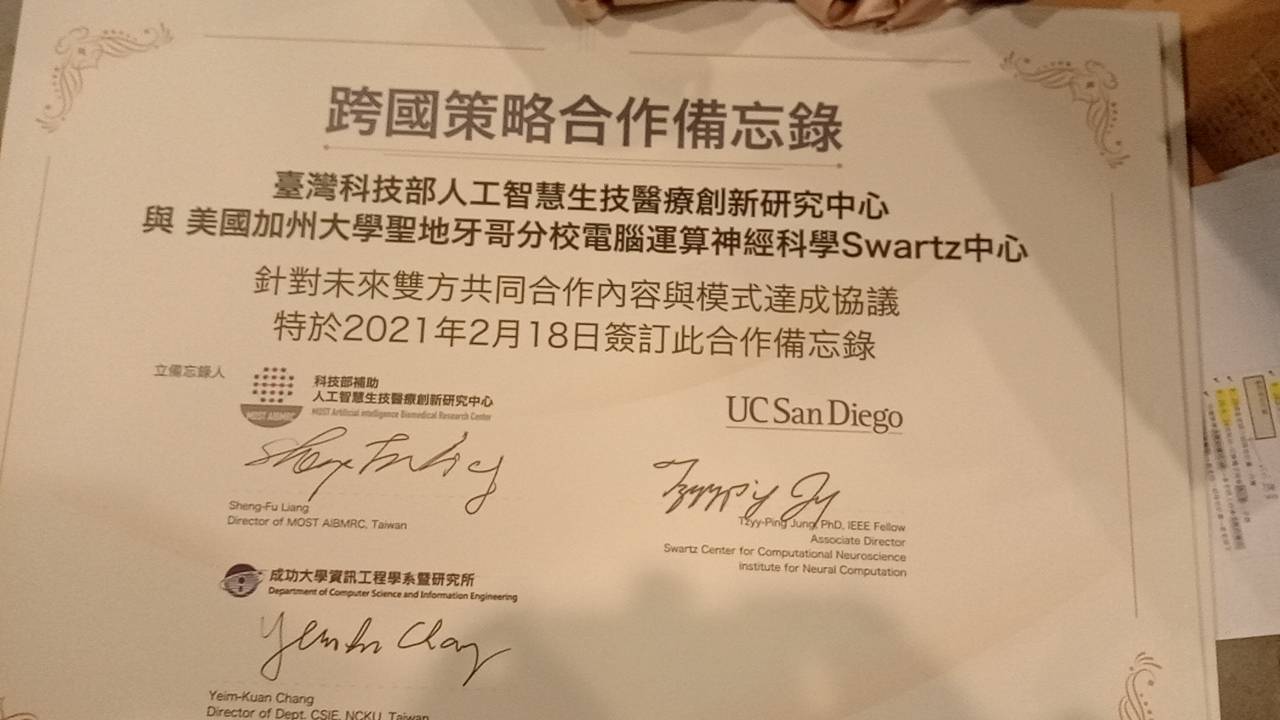 跨國策略合作備忘錄
臺灣科技部人工智慧生技醫療創新研究中心
與 美國加州大學聖地牙哥分校電腦運算神經科學Swartz中心
針對未來雙方共同合作內容與模式達成協議
特於2021年2月18日簽訂此合作備忘錄
立備忘錄人
MOST AIBMRC
科技部補助
人工智慧生技醫療創新研究中心
MOST Artificial Intelligence Biomedical Research Center
UC San Diego
Sheng-Fu Liang
Director of MOST AIBMRC, Taiwan
Tzyy-Ping Jung, PhD, IEEE Fellow
Associate Director
Swartz Center for Computational Neuroscience
Institute for Neural Computation
成功大學資訊工程學系暨研究所
Department of Computer Science and Information Engineering
Yeim-Kuan Chang
Director of Dept. CSIE, NCKU, Taiwan